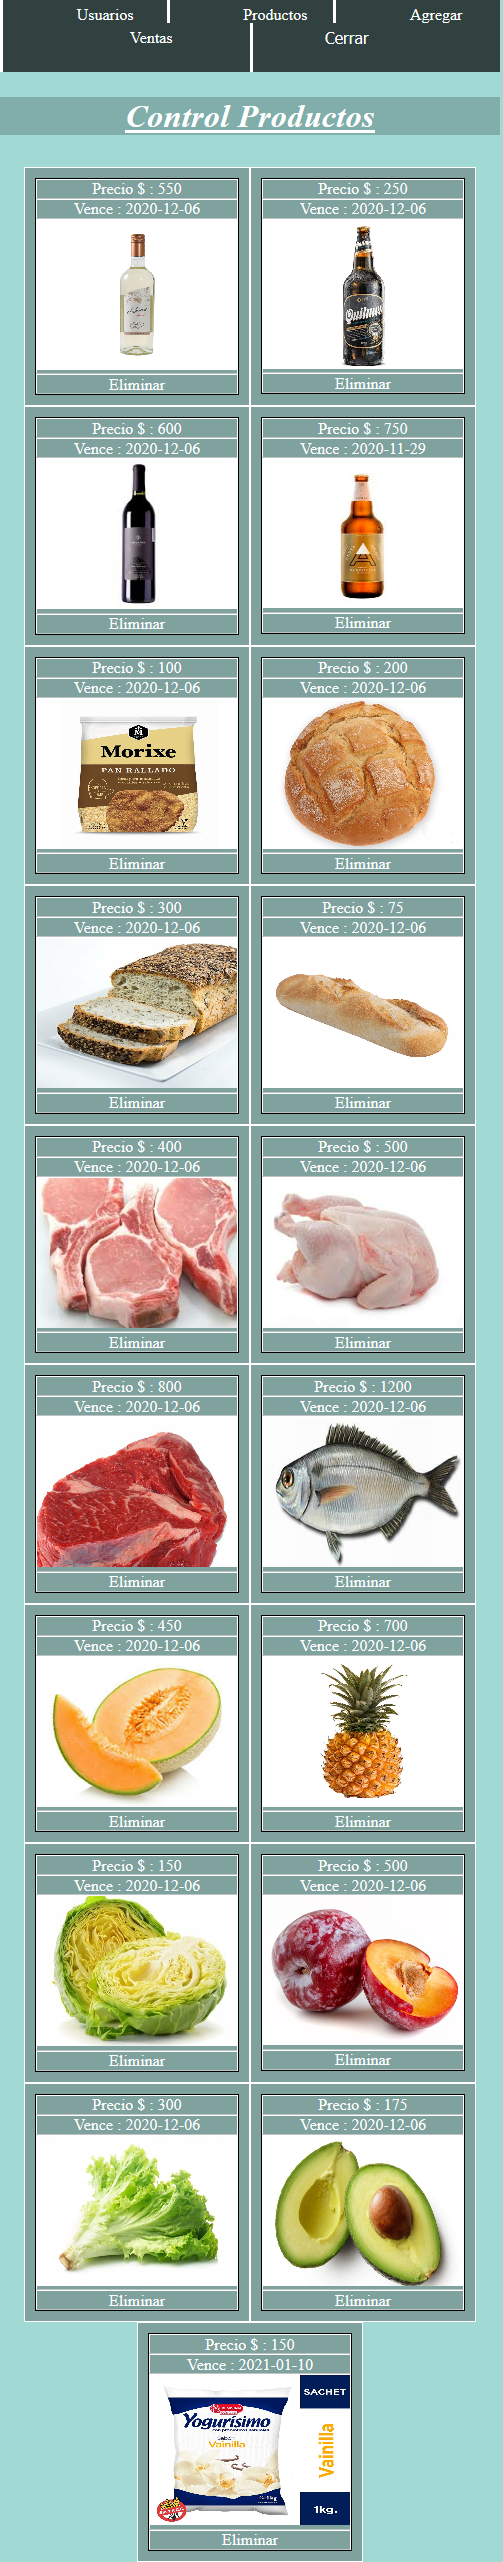 Usuarios Productos Agregar
Ventas Cerrar
Control Productos
Precio $ : 550
Vence : 2020-12-06
Eliminar
Precio $ : 250
Vence : 2020-12-06
Quilmes
Eliminar
Precio $ : 600
Vence : 2020-12-06
Eliminar
Precio $ : 750
Vence : 2020-11-29
Eliminar
Precio $ : 100
Vence : 2020-12-06
Morixe
PAN RALLADO
Eliminar
Precio $ : 200
Vence : 2020-12-06
Eliminar
Precio $ : 300
Vence : 2020-12-06
Eliminar
Precio $ : 75
Vence : 2020-12-06
Eliminar
Precio $ : 400
Vence : 2020-12-06
Eliminar
Precio $ : 500
Vence : 2020-12-06
Eliminar
Precio $ : 800
Vence : 2020-12-06
Eliminar
Precio $ : 1200
Vence : 2020-12-06
Eliminar
Precio $ : 450
Vence : 2020-12-06
Eliminar
Precio $ : 700
Vence : 2020-12-06
Eliminar
Precio $ : 150
Vence : 2020-12-06
Eliminar
Precio $ : 500
Vence : 2020-12-06
Eliminar
Precio $ : 300
Vence : 2020-12-06
Eliminar
Precio $ : 175
Vence : 2020-12-06
Eliminar
Precio $ : 150
Vence : 2021-01-10
Yogurísimo
Vainilla
SACHET
Vainilla
1kg.
Eliminar